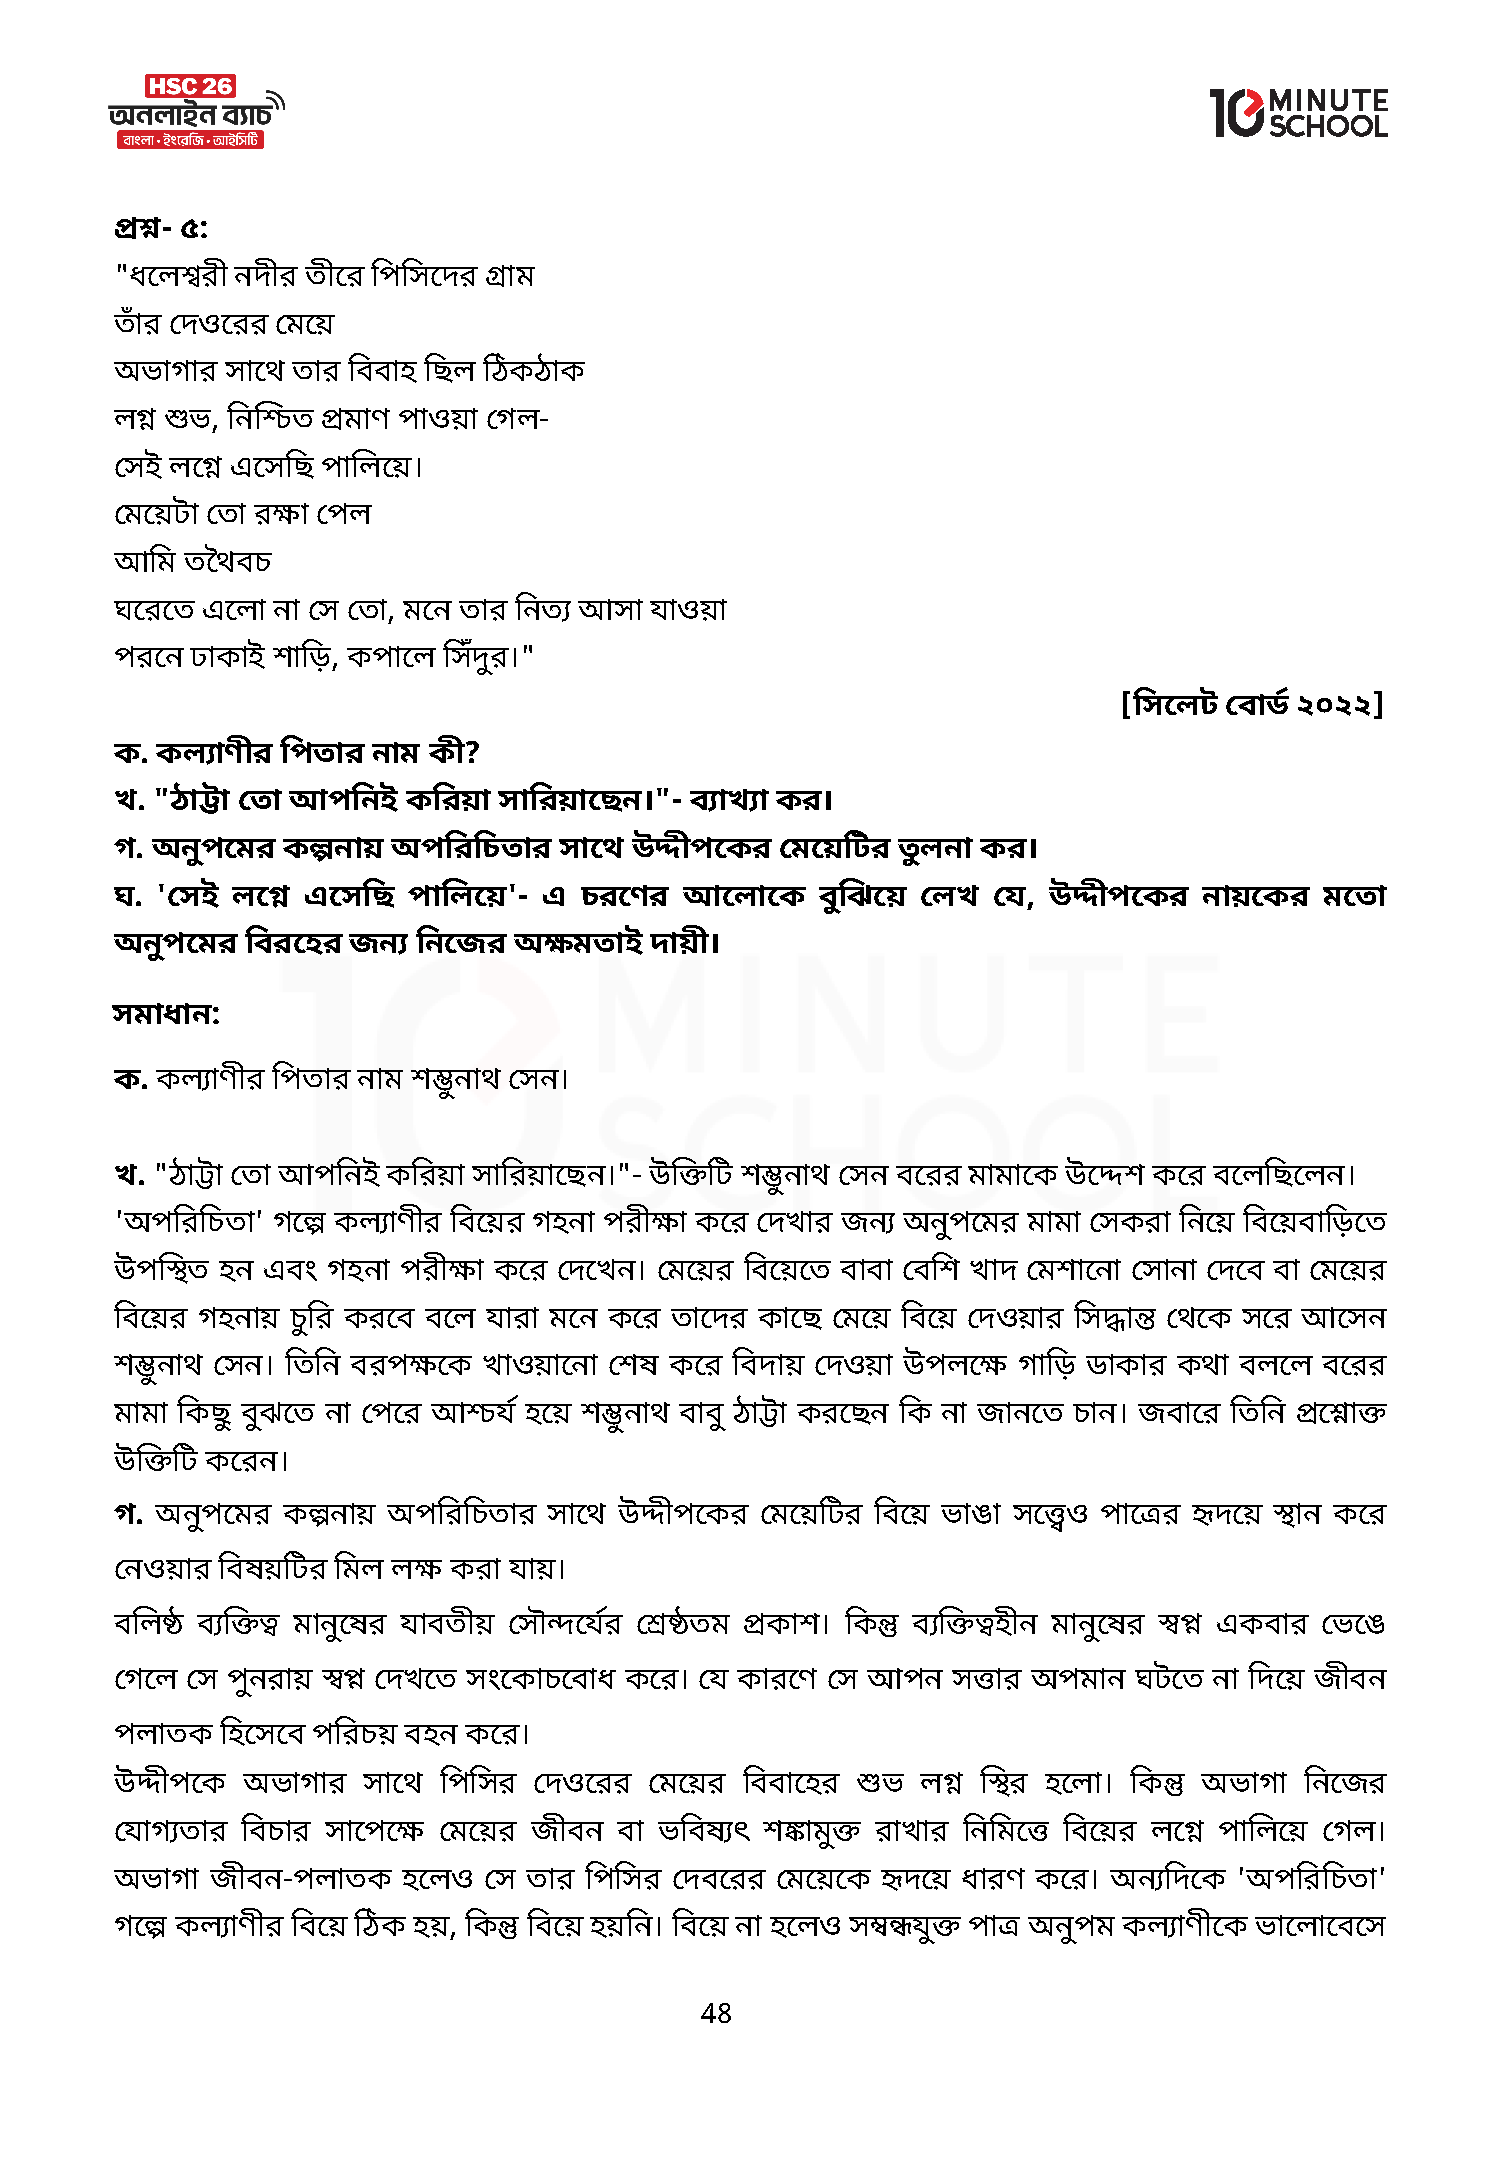 HSC 26
অনলাইন ব্যাচ
বাংলা • ইংরেজি • আইসিটি
10 MINUTE SCHOOL
প্রশ্ন- ৫:
"ধলেশ্বরী নদীর তীরে পিসিদের গ্রাম
তাঁর দেওরের মেয়ে
অভাগার সাথে তার বিবাহ ছিল ঠিকঠাক
লগ্ন শুভ, নিশ্চিত প্রমাণ পাওয়া গেল-
সেই লগ্নে এসেছি পালিয়ে।
মেয়েটা তো রক্ষা পেল
আমি তথৈবচ
ঘরেতে এলো না সে তো, মনে তার নিত্য আসা যাওয়া
পরনে ঢাকাই শাড়ি, কপালে সিঁদুর।"
[সিলেট বোর্ড ২০২২]
ক. কল্যাণীর পিতার নাম কী?
খ. "ঠাট্টা তো আপনিই করিয়া সারিয়াছেন।"- ব্যাখ্যা কর।
গ. অনুপমের কল্পনায় অপরিচিতার সাথে উদ্দীপকের মেয়েটির তুলনা কর।
ঘ. 'সেই লগ্নে এসেছি পালিয়ে'- এ চরণের আলোকে বুঝিয়ে লেখ যে, উদ্দীপকের নায়কের মতো
অনুপমের বিরহের জন্য নিজের অক্ষমতাই দায়ী।
সমাধান:
ক. কল্যাণীর পিতার নাম শম্ভুনাথ সেন।
খ. "ঠাট্টা তো আপনিই করিয়া সারিয়াছেন।"- উক্তিটি শম্ভুনাথ সেন বরের মামাকে উদ্দেশ করে বলেছিলেন।
'অপরিচিতা' গল্পে কল্যাণীর বিয়ের গহনা পরীক্ষা করে দেখার জন্য অনুপমের মামা সেকরা নিয়ে বিয়েবাড়িতে
উপস্থিত হন এবং গহনা পরীক্ষা করে দেখেন। মেয়ের বিয়েতে বাবা বেশি খাদ মেশানো সোনা দেবে বা মেয়ের
বিয়ের গহনায় চুরি করবে বলে যারা মনে করে তাদের কাছে মেয়ে বিয়ে দেওয়ার সিদ্ধান্ত থেকে সরে আসেন
শম্ভুনাথ সেন। তিনি বরপক্ষকে খাওয়ানো শেষ করে বিদায় দেওয়া উপলক্ষে গাড়ি ডাকার কথা বললে বরের
মামা কিছু বুঝতে না পেরে আশ্চর্য হয়ে শম্ভুনাথ বাবু ঠাট্টা করছেন কি না জানতে চান। জবাবে তিনি প্রশ্নোক্ত
উক্তিটি করেন।
গ. অনুপমের কল্পনায় অপরিচিতার সাথে উদ্দীপকের মেয়েটির বিয়ে ভাঙা সত্ত্বেও পাত্রের হৃদয়ে স্থান করে
নেওয়ার বিষয়টির মিল লক্ষ করা যায়।
বলিষ্ঠ ব্যক্তিত্ব মানুষের যাবতীয় সৌন্দর্যের শ্রেষ্ঠতম প্রকাশ। কিন্তু ব্যক্তিত্বহীন মানুষের স্বপ্ন একবার ভেঙে
গেলে সে পুনরায় স্বপ্ন দেখতে সংকোচবোধ করে। যে কারণে সে আপন সত্তার অপমান ঘটতে না দিয়ে জীবন
পলাতক হিসেবে পরিচয় বহন করে।
উদ্দীপকে অভাগার সাথে পিসির দেওরের মেয়ের বিবাহের শুভ লগ্ন স্থির হলো। কিন্তু অভাগা নিজের
যোগ্যতার বিচার সাপেক্ষে মেয়ের জীবন বা ভবিষ্যৎ শঙ্কামুক্ত রাখার নিমিত্তে বিয়ের লগ্নে পালিয়ে গেল।
অভাগা জীবন-পলাতক হলেও সে তার পিসির দেবরের মেয়েকে হৃদয়ে ধারণ করে। অন্যদিকে 'অপরিচিতা'
গল্পে কল্যাণীর বিয়ে ঠিক হয়, কিন্তু বিয়ে হয়নি। বিয়ে না হলেও সম্বন্ধযুক্ত পাত্র অনুপম কল্যাণীকে ভালোবেসে
48